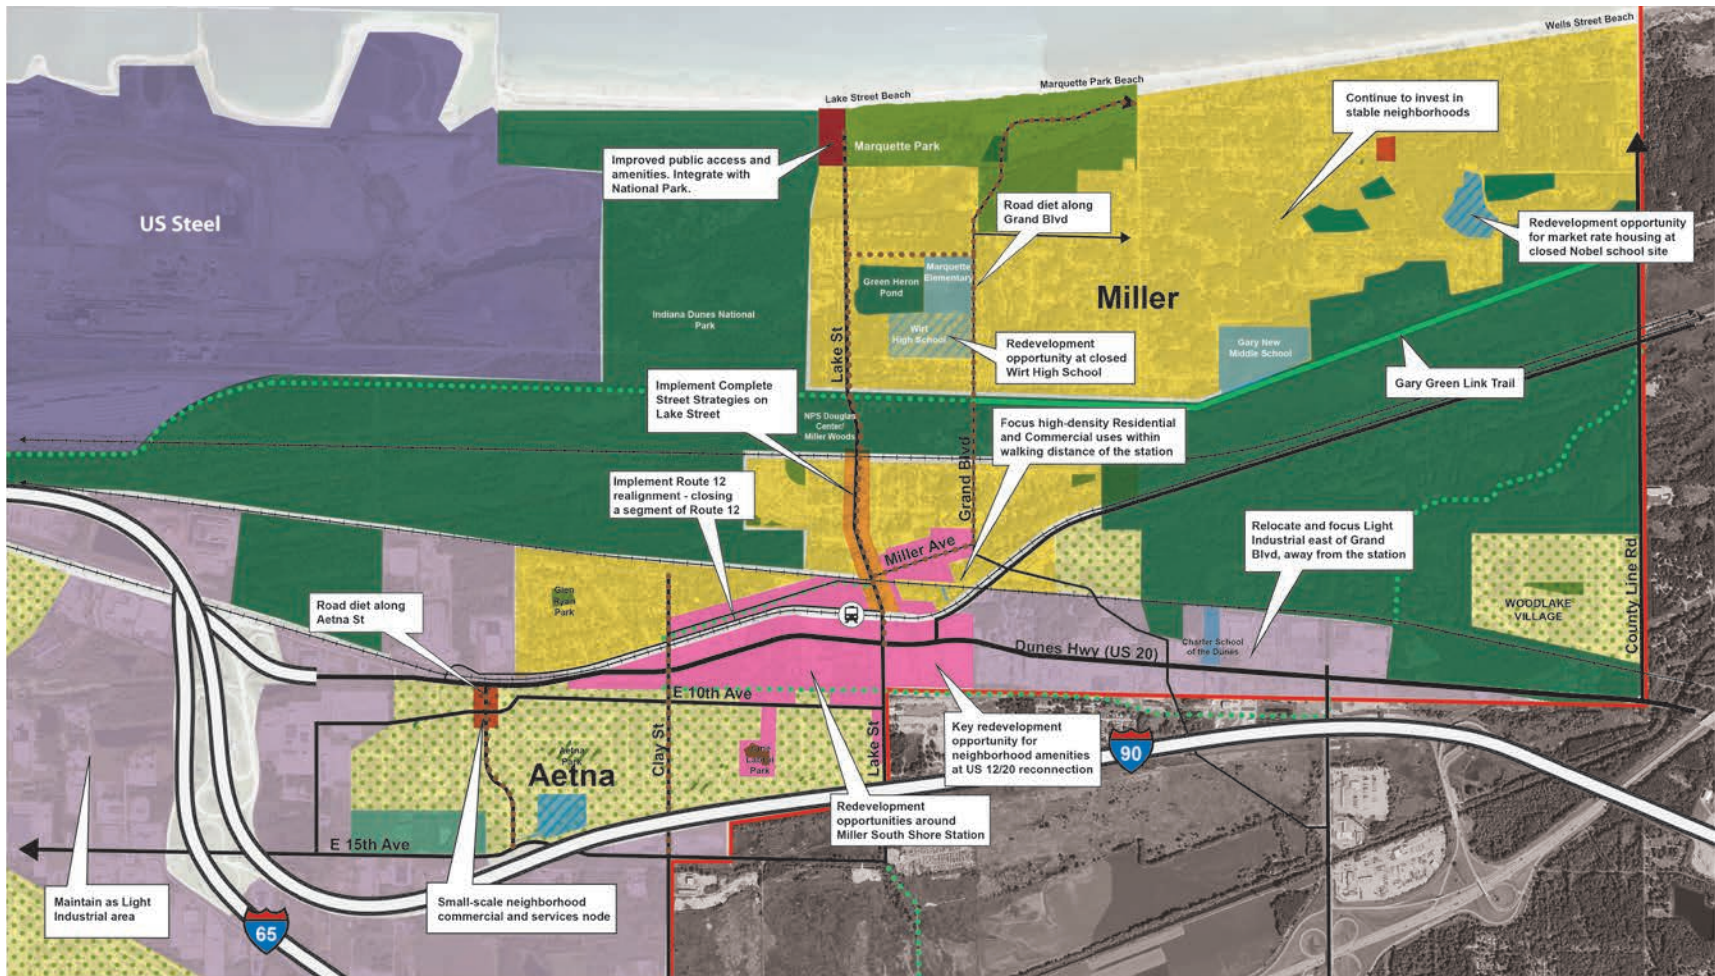 Wells Street Beach
Marquette Park Beach
Lake Street Beach
Continue to invest in
stable neighborhoods
Marquette Park
Improved public access and
amenities. Integrate with
National Park.
US Steel
Road diet along
Grand Blvd
Redevelopment opportunity
for market rate housing at
closed Nobel school site
Marquette
Elementary
Green Heron
Pond
Miller
Indiana Dunes National
Park
Wirt
High School
Lake St
Redevelopment
opportunity at closed
Wirt High School
Gary New
Middle School
Gary Green Link Trail
Implement Complete
Street Strategies on
Lake Street
NPS Douglas
Center/
Miller Woods
Focus high-density Residential
and Commercial uses within
walking distance of the station
Grand Blvd
Implement Route 12
realignment - closing
a segment of Route 12
Miller Ave
Relocate and focus Light
Industrial east of Grand
Blvd, away from the station
County Line Rd
Glen
Ryan
Park
Road diet along
Aetna St
WOODLAKE
VILLAGE
Charter School
of the Dunes
Dunes Hwy (US 20)
E 10th Ave
Clay St
Lake St
Key redevelopment
opportunity for
neighborhood amenities
at US 12/20 reconnection
90
Aetna
Park
Aetna
Park
Redevelopment
opportunities around
Miller South Shore Station
E 15th Ave
Maintain as Light
Industrial area
Small-scale neighborhood
commercial and services node
65